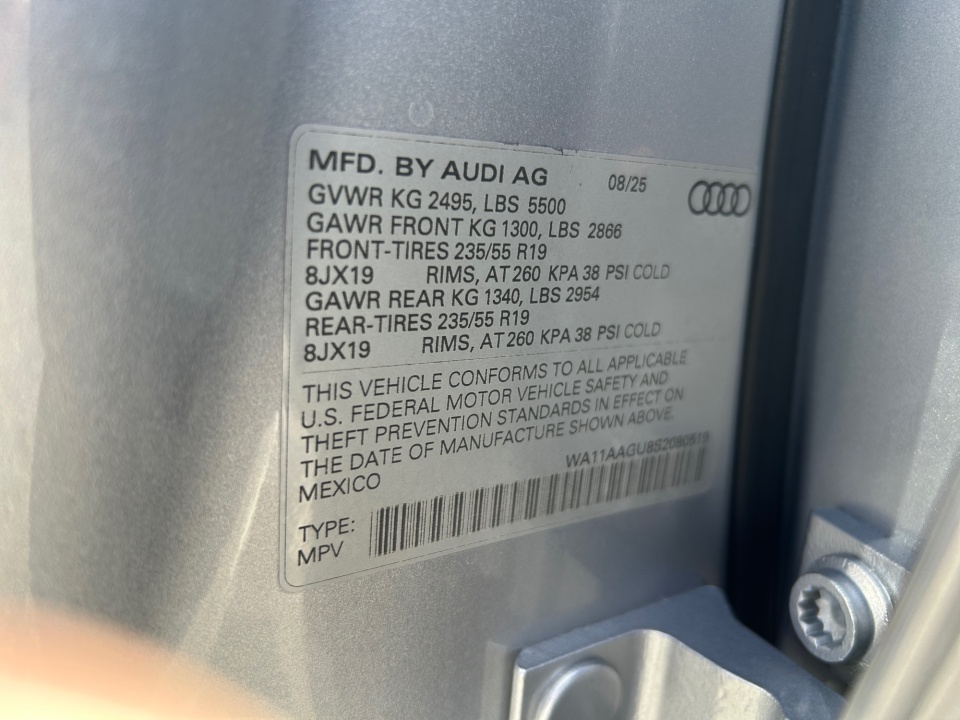 MFD. BY AUDI AG 08/25
GVWR KG 2495, LBS 5500
GAWR FRONT KG 1300, LBS 2866
FRONT-TIRES 235/55 R19
8JX19 RIMS, AT 260 KPA 38 PSI COLD
GAWR REAR KG 1340, LBS 2954
REAR-TIRES 235/55 R19
8JX19 RIMS, AT 260 KPA 38 PSI COLD
THIS VEHICLE CONFORMS TO ALL APPLICABLE
U.S. FEDERAL MOTOR VEHICLE SAFETY AND
THEFT PREVENTION STANDARDS IN EFFECT ON
THE DATE OF MANUFACTURE SHOWN ABOVE.
MEXICO WA11AAGU8S2080519
TYPE:
MPV